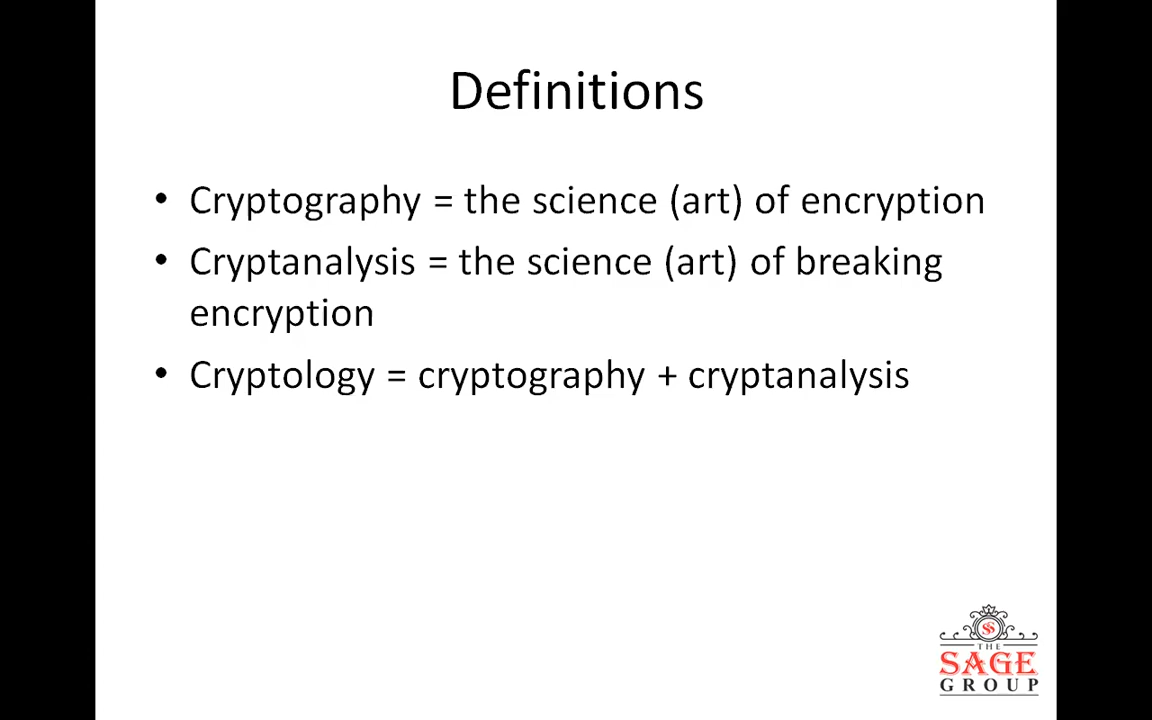 Definitions
• Cryptography = the science (art) of encryption
• Cryptanalysis = the science (art) of breaking
encryption
• Cryptology = cryptography + cryptanalysis
SS
THE
SAGE
GROUP